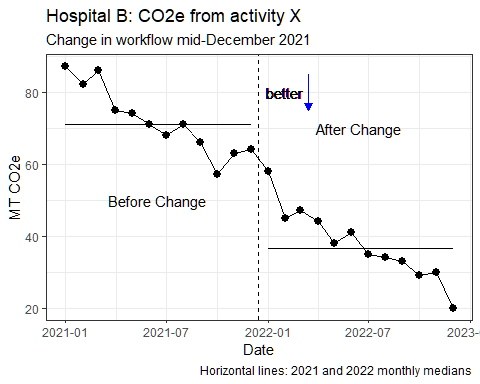 Hospital B: CO2e from activity X
Change in workflow mid-December 2021
better
After Change
Before Change
MT CO2e
80
60
40
20
2021-01 2021-07 2022-01 2022-07 2023-
Date
Horizontal lines: 2021 and 2022 monthly medians